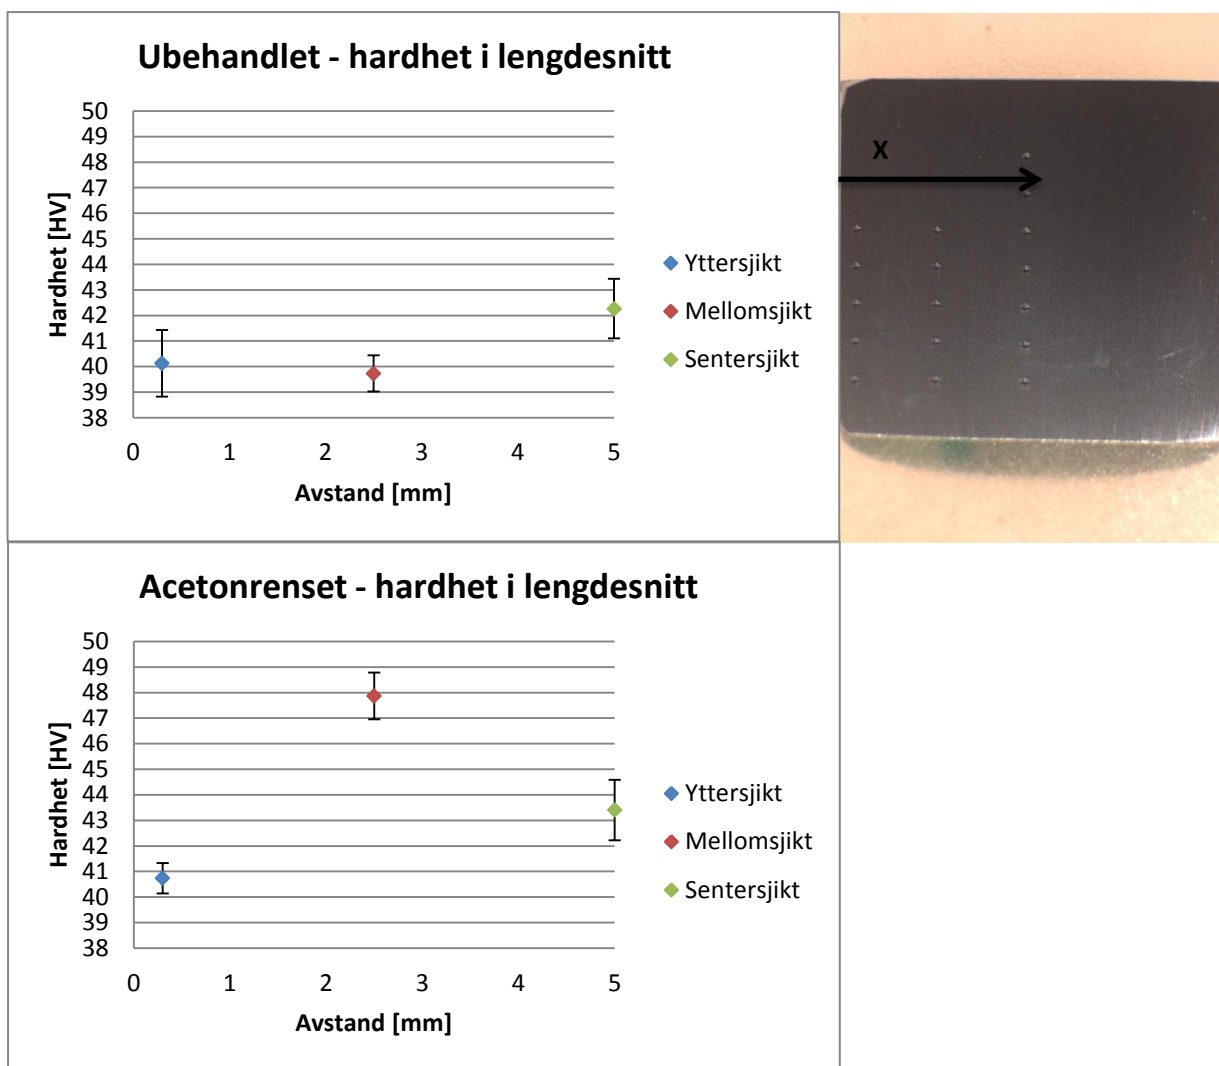 Ubehandlet - hardhet i lengdesnitt
50
49
48
47
46
45
44
43
42
41
40
39
38
Hardhet [HV]
0 1 2 3 4 5
Avstand [mm]
Yttersjikt
Mellomsjikt
Sentersjikt
X
Acetonrenset - hardhet i lengdesnitt
50
49
48
47
46
45
44
43
42
41
40
39
38
Hardhet [HV]
0 1 2 3 4 5
Avstand [mm]
Yttersjikt
Mellomsjikt
Sentersjikt